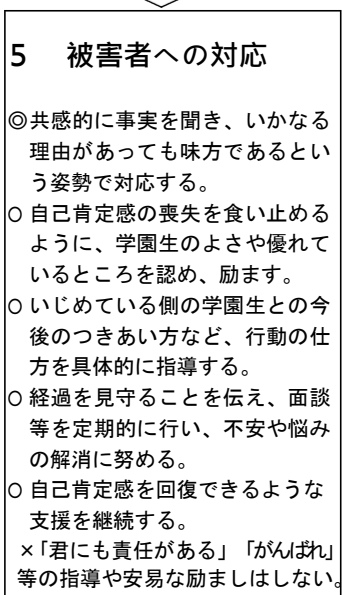 5　被害者への対応
◎共感的に事実を聞き、いかなる
理由があっても味方であるとい
う姿勢で対応する。
○自己肯定感の喪失を食い止める
ように、学園生のよさや優れて
いるところを認め、励ます。
○いじめている側の学園生との今
後のつきあい方など、行動の仕
方を具体的に指導する。
○経過を見守ることを伝え、面談
等を定期的に行い、不安や悩み
の解消に努める。
○自己肯定感を回復できるような
支援を継続する。
×「君にも責任がある」「がんばれ」
等の指導や安易な励ましはしない。